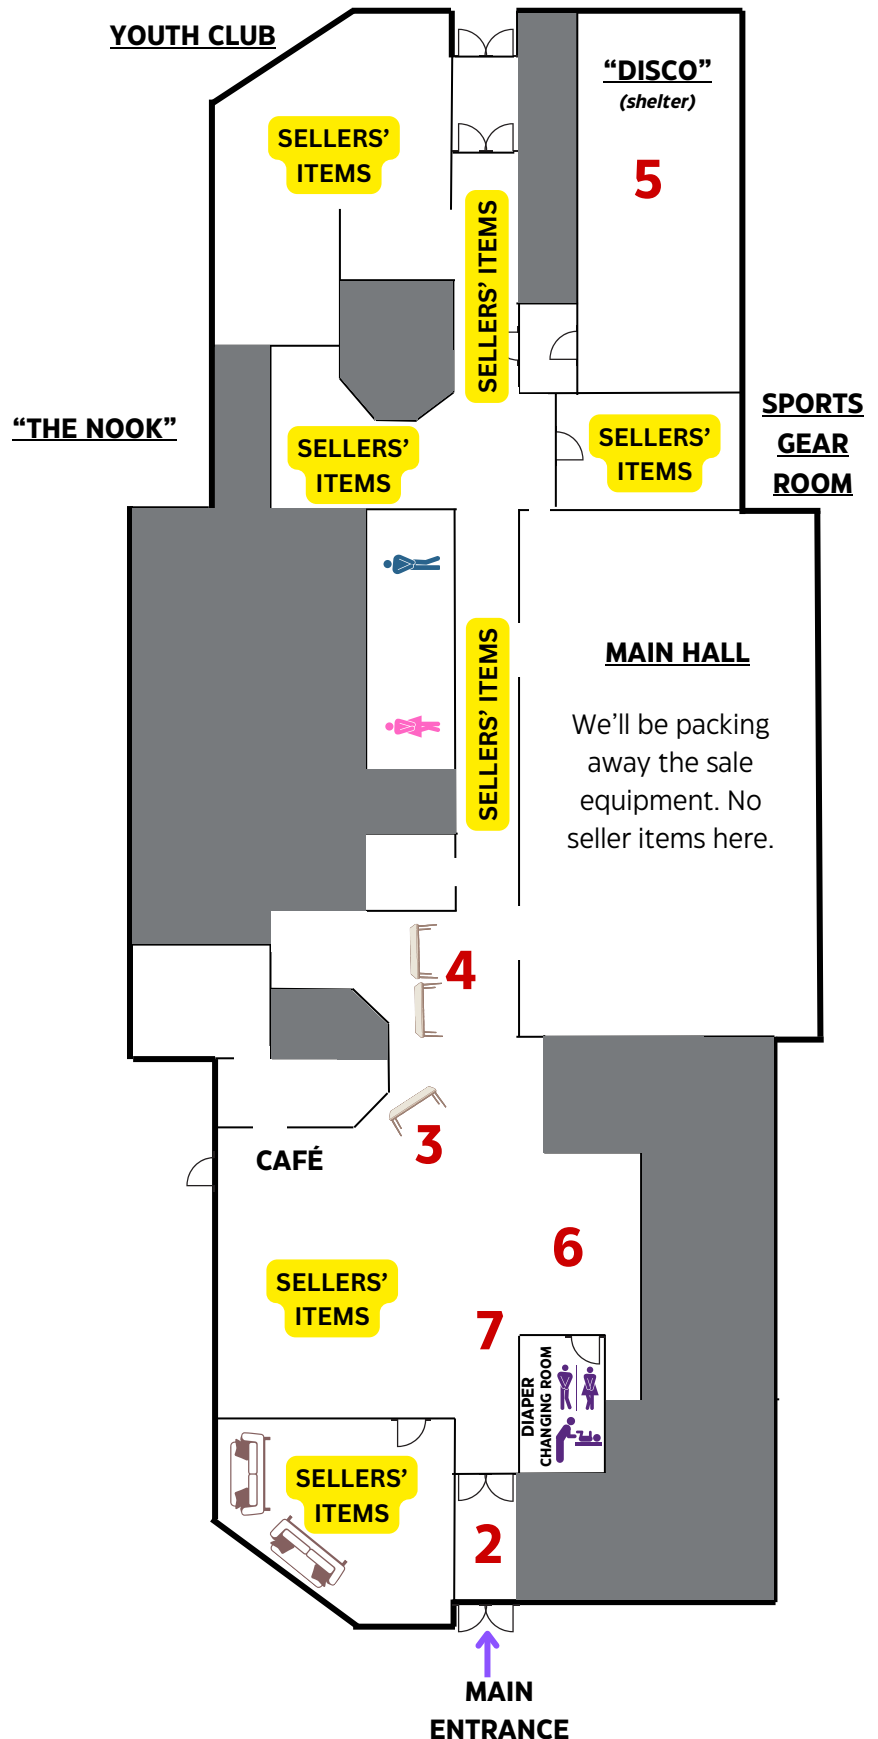 YOUTH CLUB
“DISCO”
(shelter)
5
SELLERS’
ITEMS
SELLERS’ ITEMS
“THE NOOK”
SELLERS’
ITEMS
SELLERS’
ITEMS
SPORTS
GEAR
ROOM
SELLERS’ ITEMS
MAIN HALL
We’ll be packing
away the sale
equipment. No
seller items here.
4
3
CAFÉ
6
SELLERS’
ITEMS
7
DIAPER
CHANGING ROOM
SELLERS’
ITEMS
2
MAIN
ENTRANCE